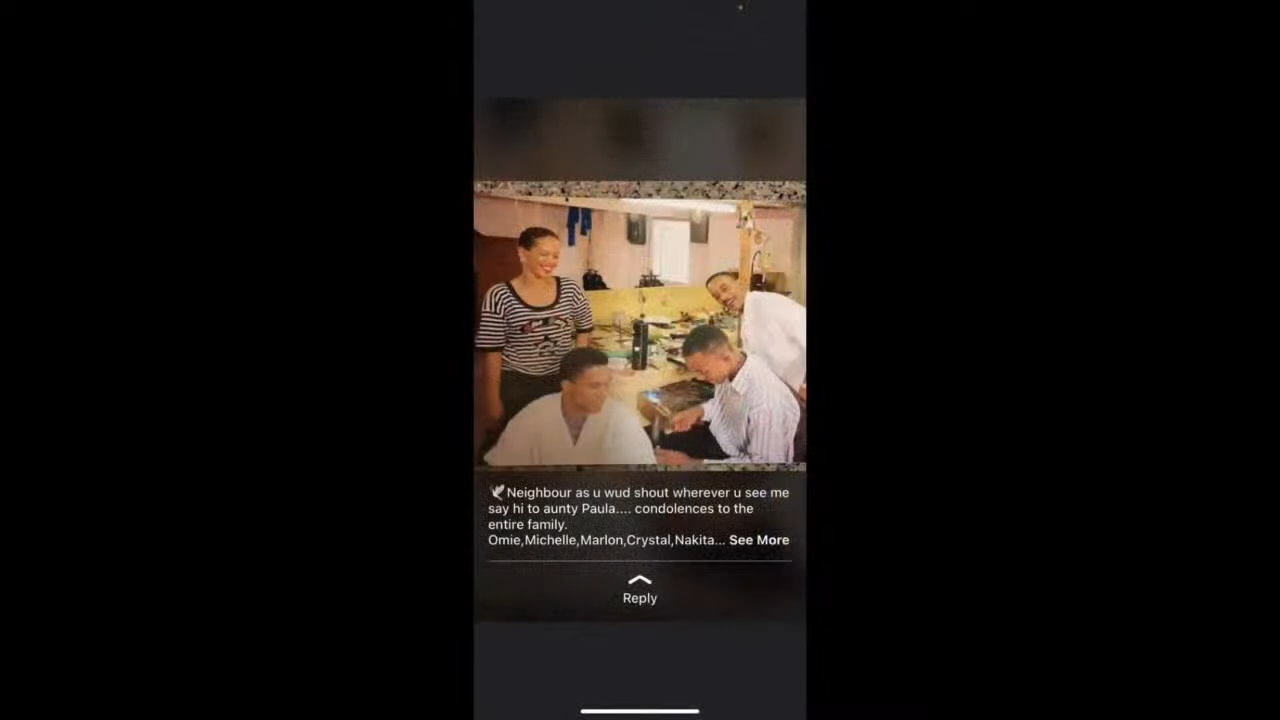 🕊Neighbour as u wud shout wherever u see me
say hi to aunty Paula.... condolences to the
entire family.
Omie,Michelle,Marlon,Crystal,Nakita... See More
Reply